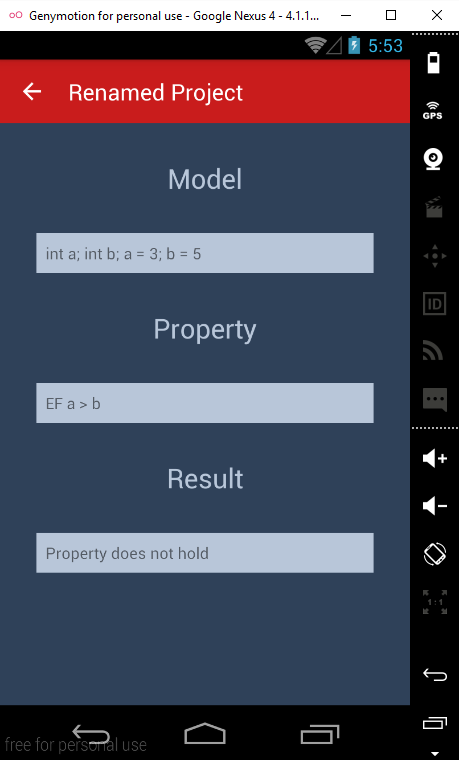 Genymotion for personal use - Google Nexus 4 - 4.1.1...
5:53
Renamed Project
GPS
Model
int a; int b; a = 3; b = 5
ID
Property
EF a > b
Result
Property does not hold
1:1
free for personal use